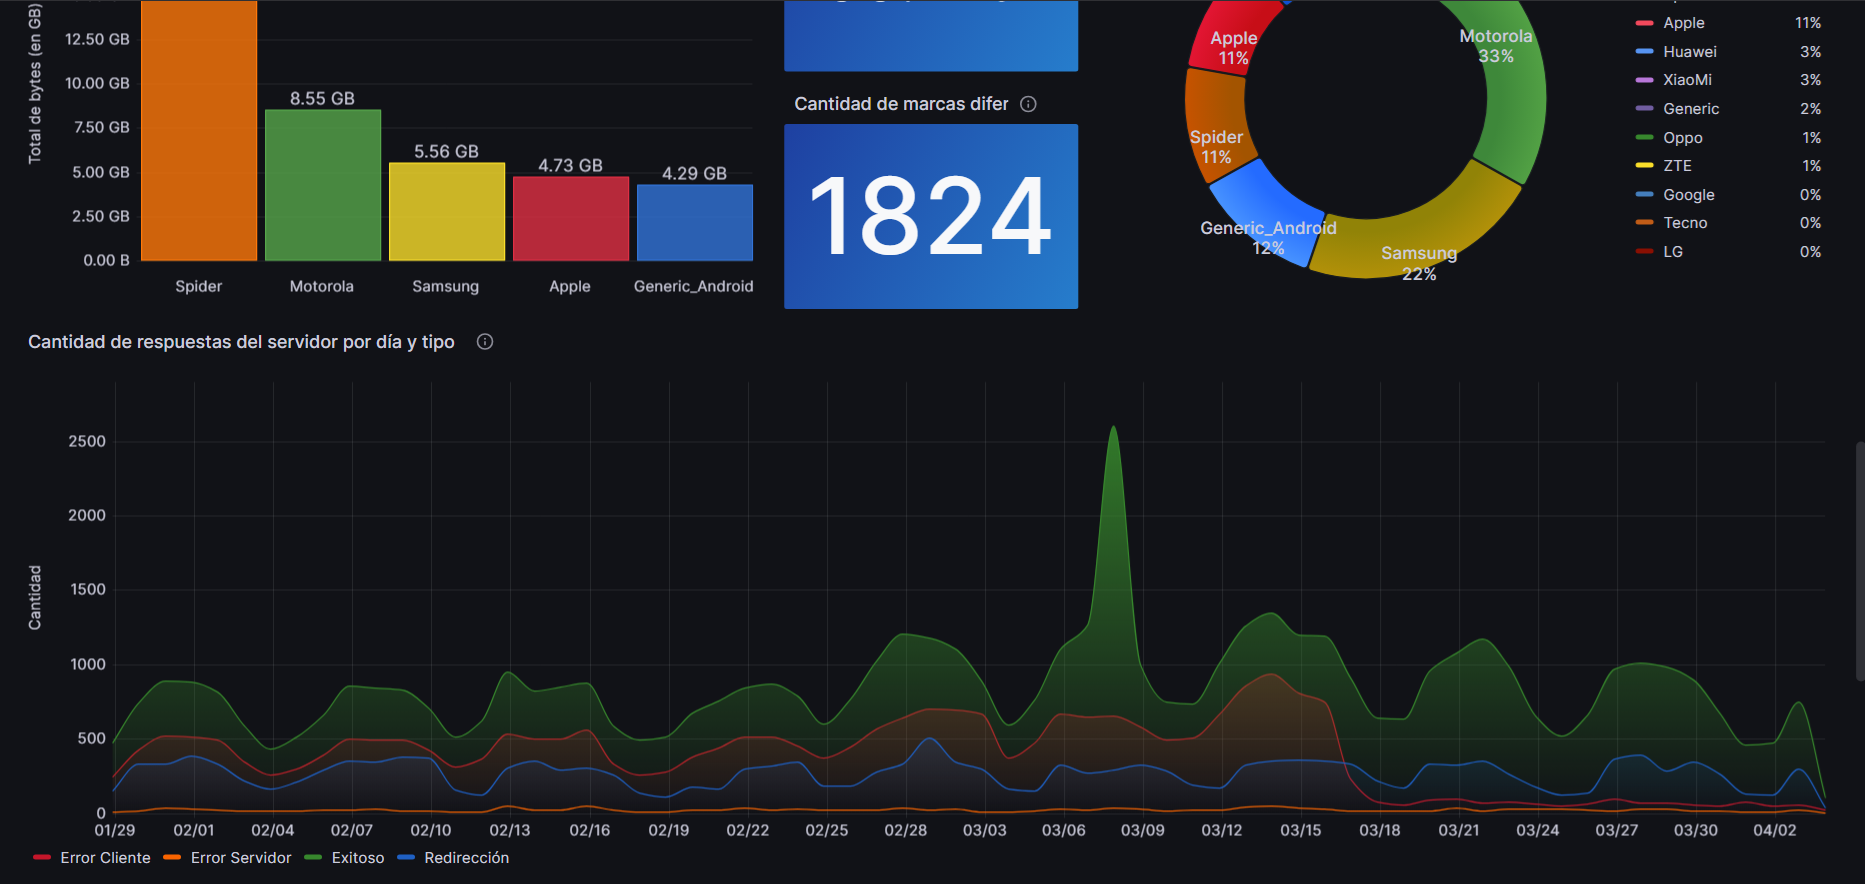 Total de bytes (en GB)
12.50 GB
10.00 GB
7.50 GB
5.00 GB
2.50 GB
0.00 B
8.55 GB
5.56 GB
4.73 GB
4.29 GB
Spider
Motorola
Samsung
Apple
Generic_Android
Cantidad de marcas difer
1824
Apple
11%
Motorola
33%
Spider
11%
Generic_Android
12%
Samsung
22%
Apple 11%
Huawei 3%
XiaoMi 3%
Generic 2%
Oppo 1%
ZTE 1%
Google 0%
Tecno 0%
LG 0%
Cantidad de respuestas del servidor por día y tipo
Cantidad
2500
2000
1500
1000
500
0
01/29 02/01 02/04 02/07 02/10 02/13 02/16 02/19 02/22 02/25 02/28 03/03 03/06 03/09 03/12 03/15 03/18 03/21 03/24 03/27 03/30 04/02
Error Cliente Error Servidor Exitoso Redirección